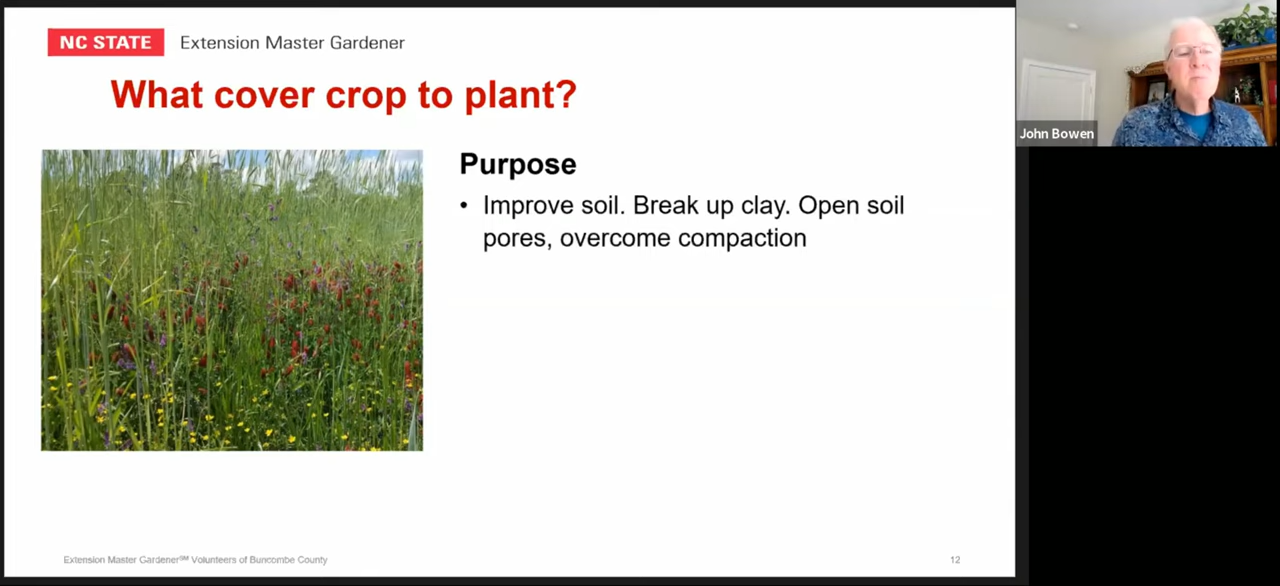 NC STATE Extension Master Gardener
What cover crop to plant?
John Bowen
Purpose
• Improve soil. Break up clay. Open soil
pores, overcome compaction
Extension Master Gardener℠ Volunteers of Buncombe County
12